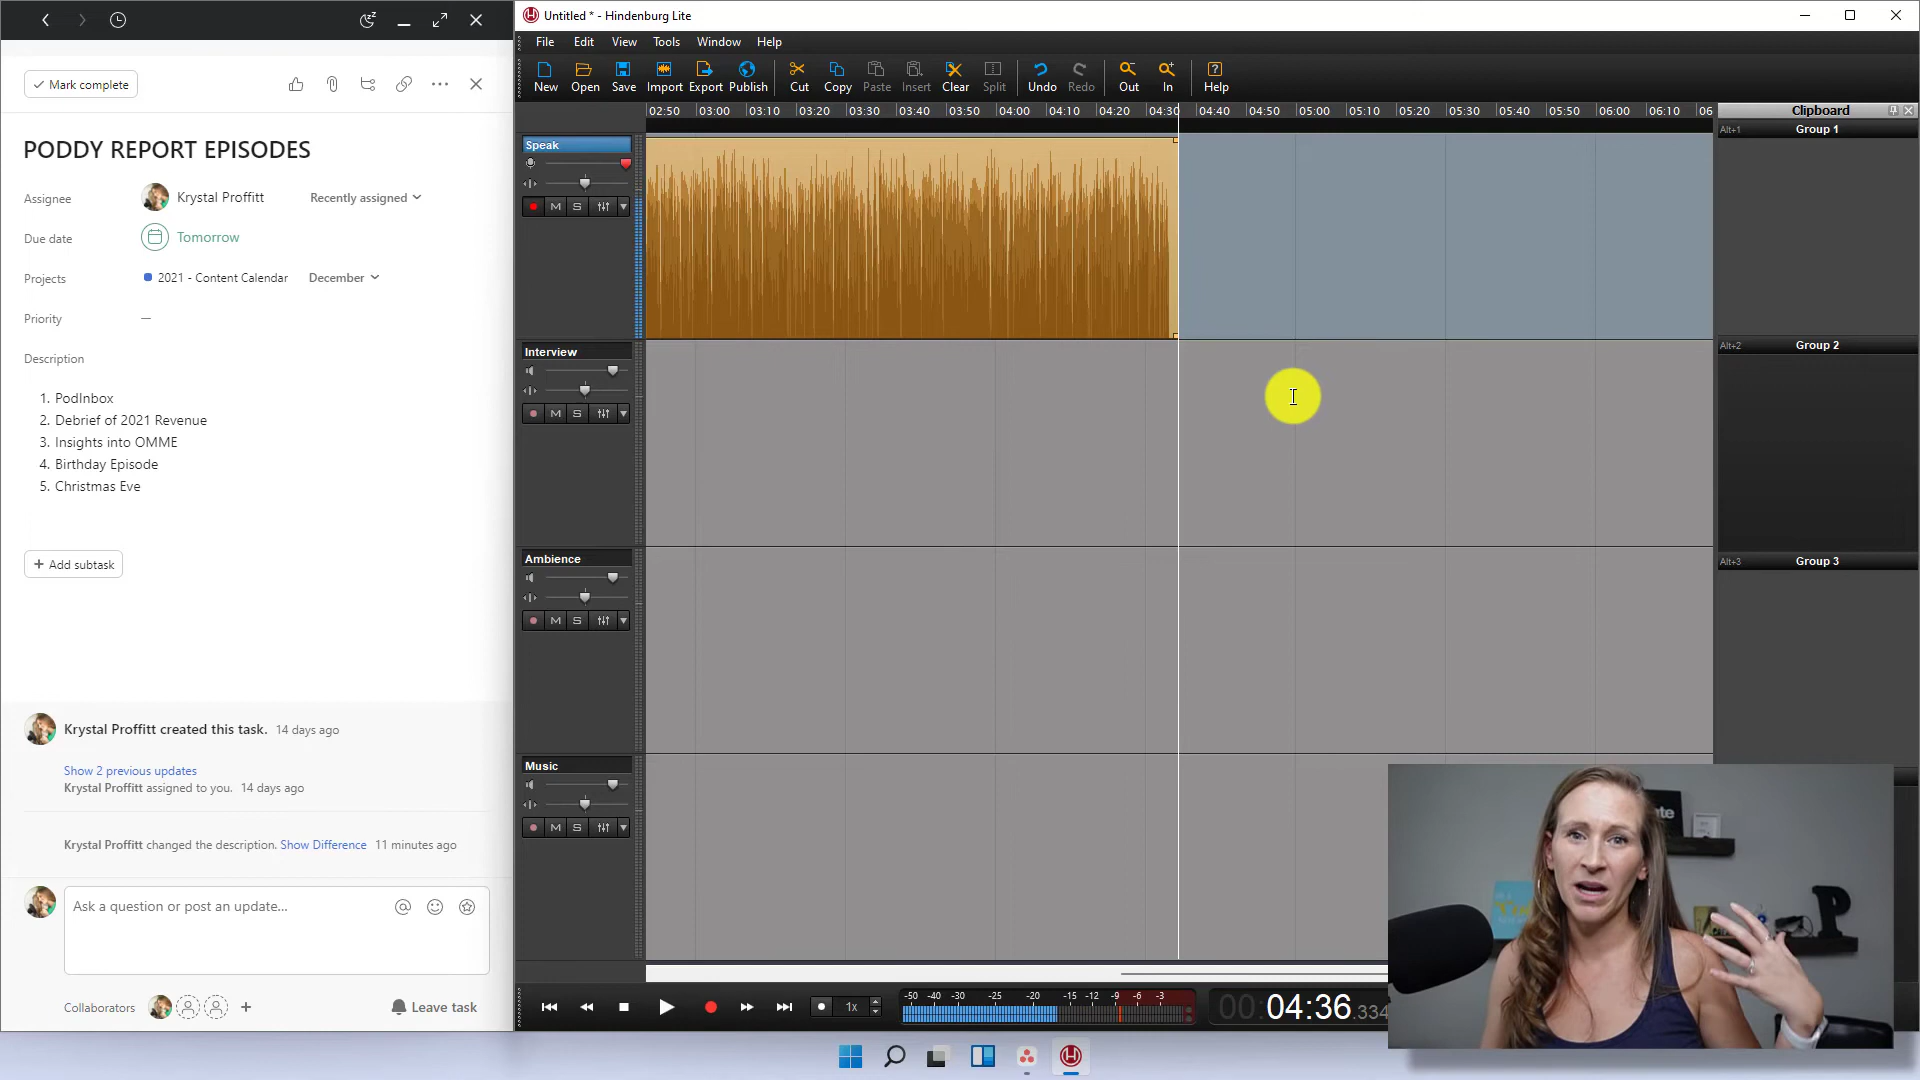 Untitled * - Hindenburg Lite
File Edit View Tools Window Help
New Open Save Import Export Publish Cut Copy Paste Insert Clear Split Undo Redo Out In Help
Mark complete
PODDY REPORT EPISODES
Assignee Krystal Proffitt Recently assigned
Due date Tomorrow
Projects 2021 - Content Calendar December
Priority —
Description
1. PodInbox
2. Debrief of 2021 Revenue
3. Insights into OMME
4. Birthday Episode
5. Christmas Eve
+ Add subtask
Krystal Proffitt created this task. 14 days ago
Show 2 previous updates
Krystal Proffitt assigned to you. 14 days ago
Krystal Proffitt changed the description. Show Difference 11 minutes ago
Ask a question or post an update...
Collaborators + Leave task
02:50 03:00 03:10 03:20 03:30 03:40 03:50 04:00 04:10 04:20 04:30 04:40 04:50 05:00 05:10 05:20 05:30 05:40 05:50 06:00 06:10 06
Speak
M S
Interview
M S
Ambience
M S
Music
M S
Clipboard
Alt+1 Group 1
Alt+2 Group 2
Alt+3 Group 3
1x
-50 -40 -30 -25 -20 -15 -12 -9 -6 -3
00:04:36.334
P